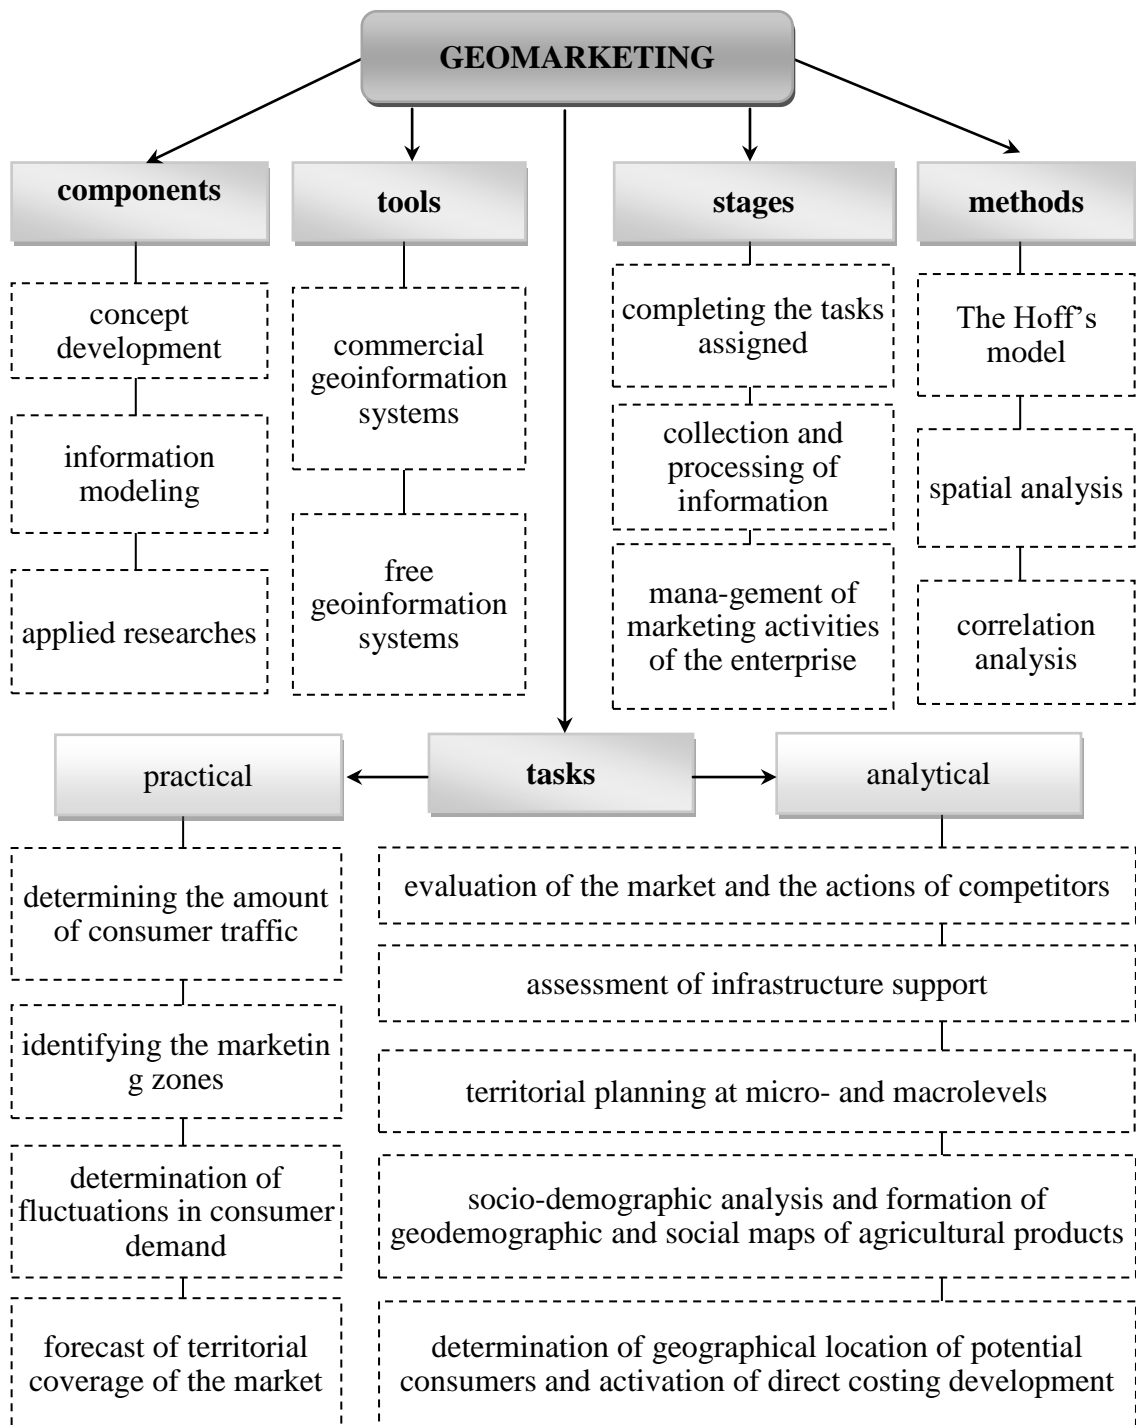 GEOMARKETING
components
concept
development
information
modeling
applied researches
tools
commercial
geoinformation
systems
free
geoinformation
systems
stages
completing the tasks
assigned
collection and
processing of
information
mana-gement of
marketing activities
of the enterprise
methods
The Hoff’s
model
spatial analysis
correlation
analysis
tasks
practical
determining the amount
of consumer traffic
identifying the marketin
g zones
determination of
fluctuations in consumer
demand
forecast of territorial
coverage of the market
analytical
evaluation of the market and the actions of competitors
assessment of infrastructure support
territorial planning at micro- and macrolevels
socio-demographic analysis and formation of
geodemographic and social maps of agricultural products
determination of geographical location of potential
consumers and activation of direct costing development